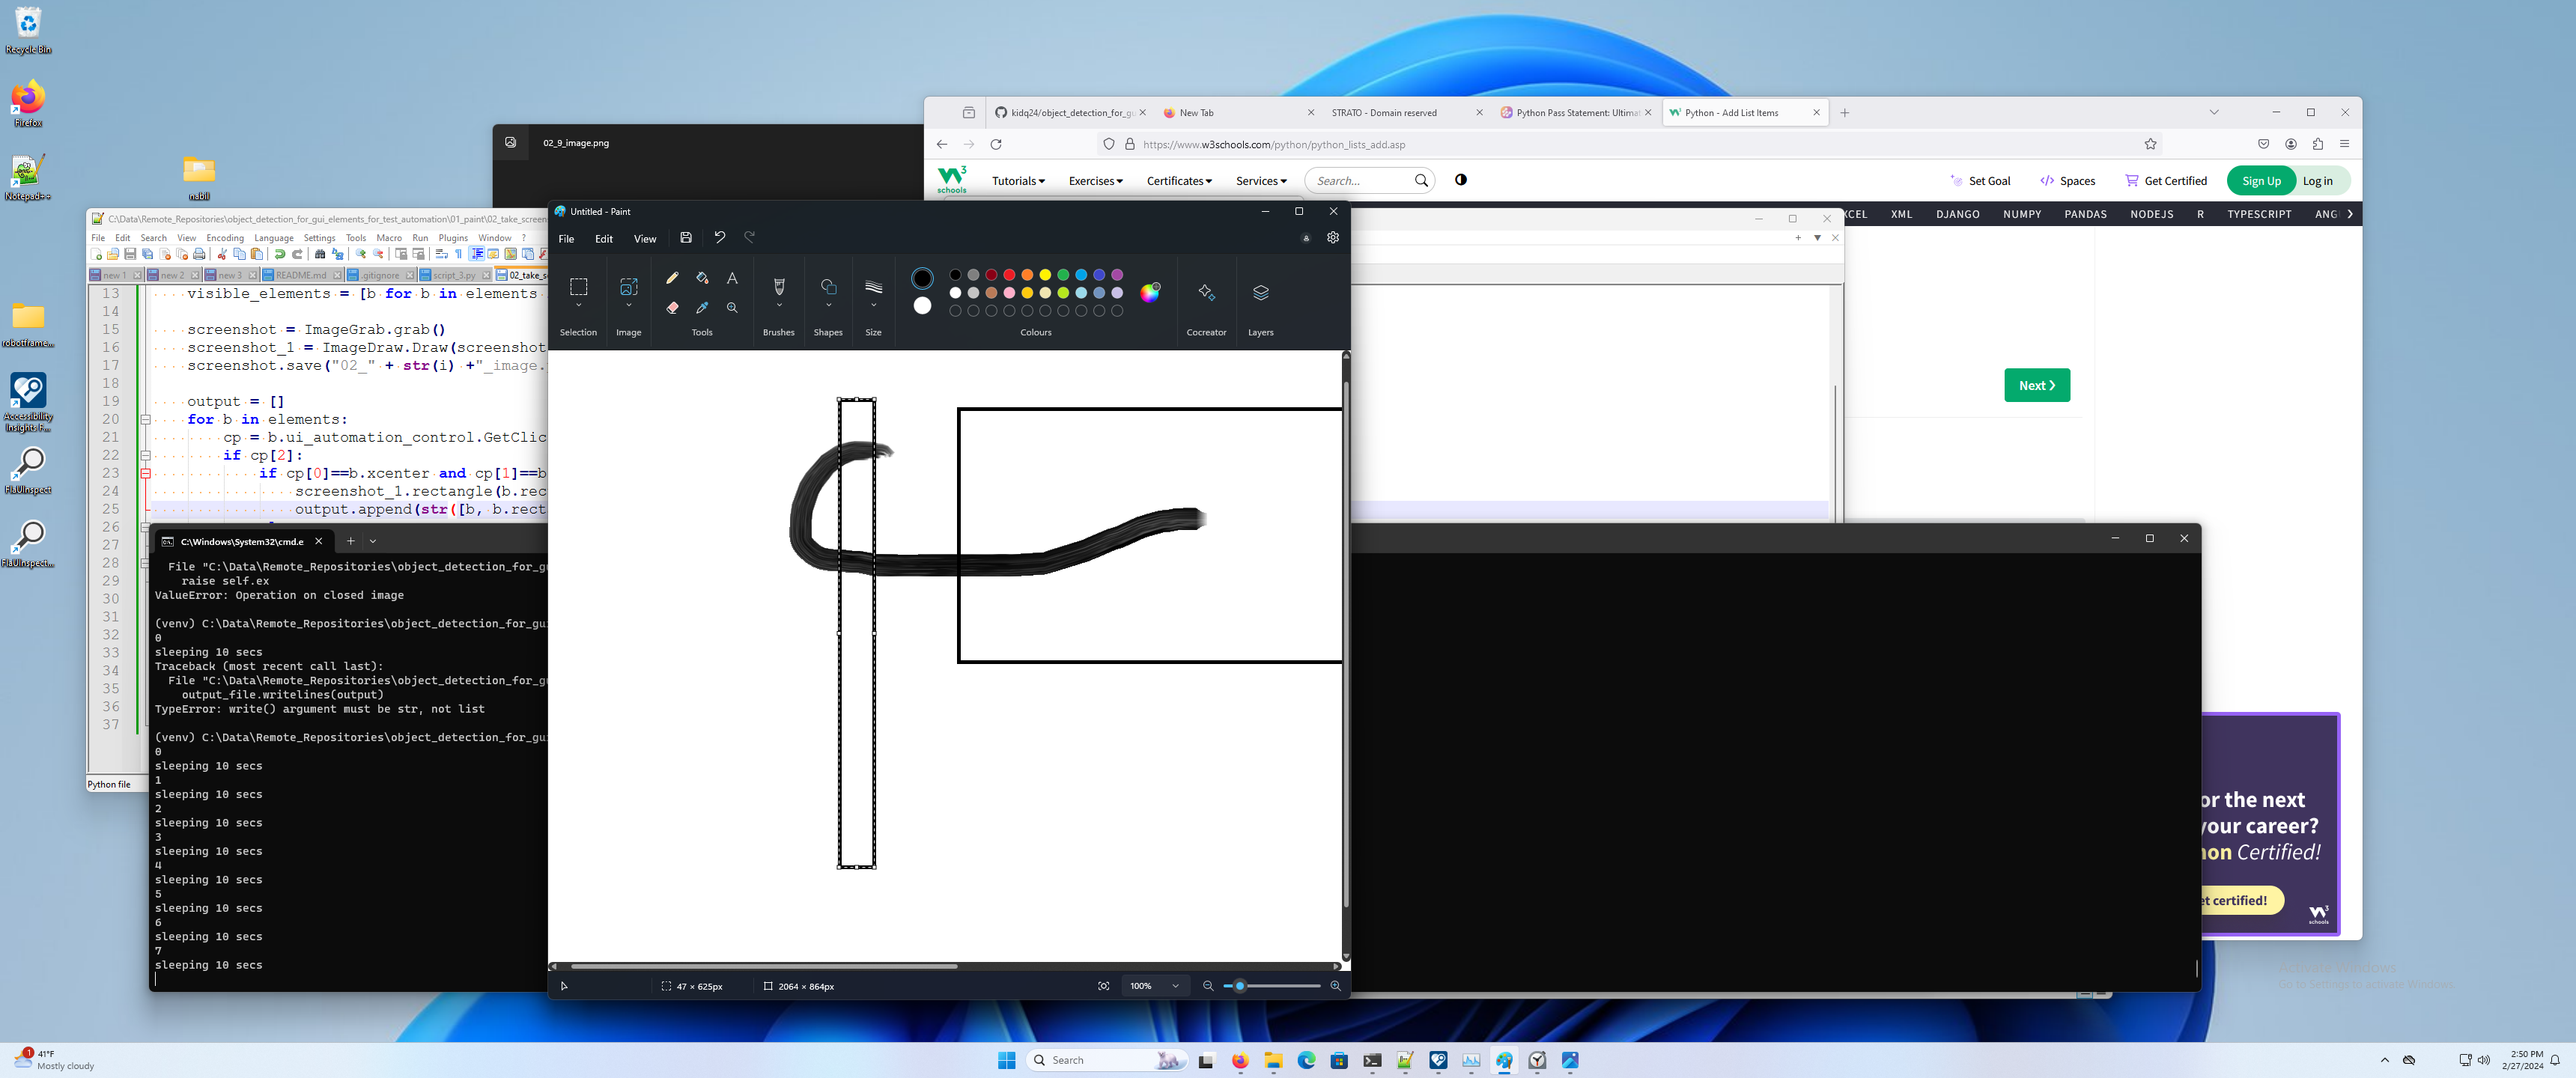 Recycle Bin
Firefox
Notepad++
nabil
robotframe...
Accessibility
Insights F...
FlaUInspect
FlaUInspect...
02_9_image.png
kidq24/object_detection_for_gu
New Tab
STRATO - Domain reserved
Python Pass Statement: Ultimat
Python - Add List Items
https://www.w3schools.com/python/python_lists_add.asp
schools
Tutorials
Exercises
Certificates
Services
Search...
Set Goal
Spaces
Get Certified
Sign Up
Log in
XCEL
XML
DJANGO
NUMPY
PANDAS
NODEJS
R
TYPESCRIPT
ANG
Next ❯
or the next
your career?
Certified!
et certified!
schools
C:\Data\Remote_Repositories\object_detection_for_gui_elements_for_test_automation\01_paint\02_take_screen
File Edit Search View Encoding Language Settings Tools Macro Run Plugins Window ?
new 1
new 2
new 3
README.md
.gitignore
script_3.py
02_take_s
13 visible_elements = [b for b in elements
14
15 screenshot = ImageGrab.grab()
16 screenshot_1 = ImageDraw.Draw(screenshot
17 screenshot.save("02_" + str(i) +"_image.
18
19 output = []
20 for b in elements:
21 cp = b.ui_automation_control.GetClic
22 if cp[2]:
23 if cp[0]==b.xcenter and cp[1]==b
24 screenshot_1.rectangle(b.rec
25 output.append(str([b, b.rect
26
27
28
29
30
31
32
33
34
35
36
37
Python file
C:\Windows\System32\cmd.e
File "C:\Data\Remote_Repositories\object_detection_for_gu
raise self.ex
ValueError: Operation on closed image
(venv) C:\Data\Remote_Repositories\object_detection_for_gu
0
sleeping 10 secs
Traceback (most recent call last):
File "C:\Data\Remote_Repositories\object_detection_for_gu
output_file.writelines(output)
TypeError: write() argument must be str, not list
(venv) C:\Data\Remote_Repositories\object_detection_for_gu
0
sleeping 10 secs
1
sleeping 10 secs
2
sleeping 10 secs
3
sleeping 10 secs
4
sleeping 10 secs
5
sleeping 10 secs
6
sleeping 10 secs
7
sleeping 10 secs
Untitled - Paint
File
Edit
View
Selection
Image
Tools
Brushes
Shapes
Size
Colours
Cocreator
Layers
47 × 625px
2064 × 864px
100%
Activate Windows
Go to Settings to activate Windows.
1
41°F
Mostly cloudy
Search
2:50 PM
2/27/2024